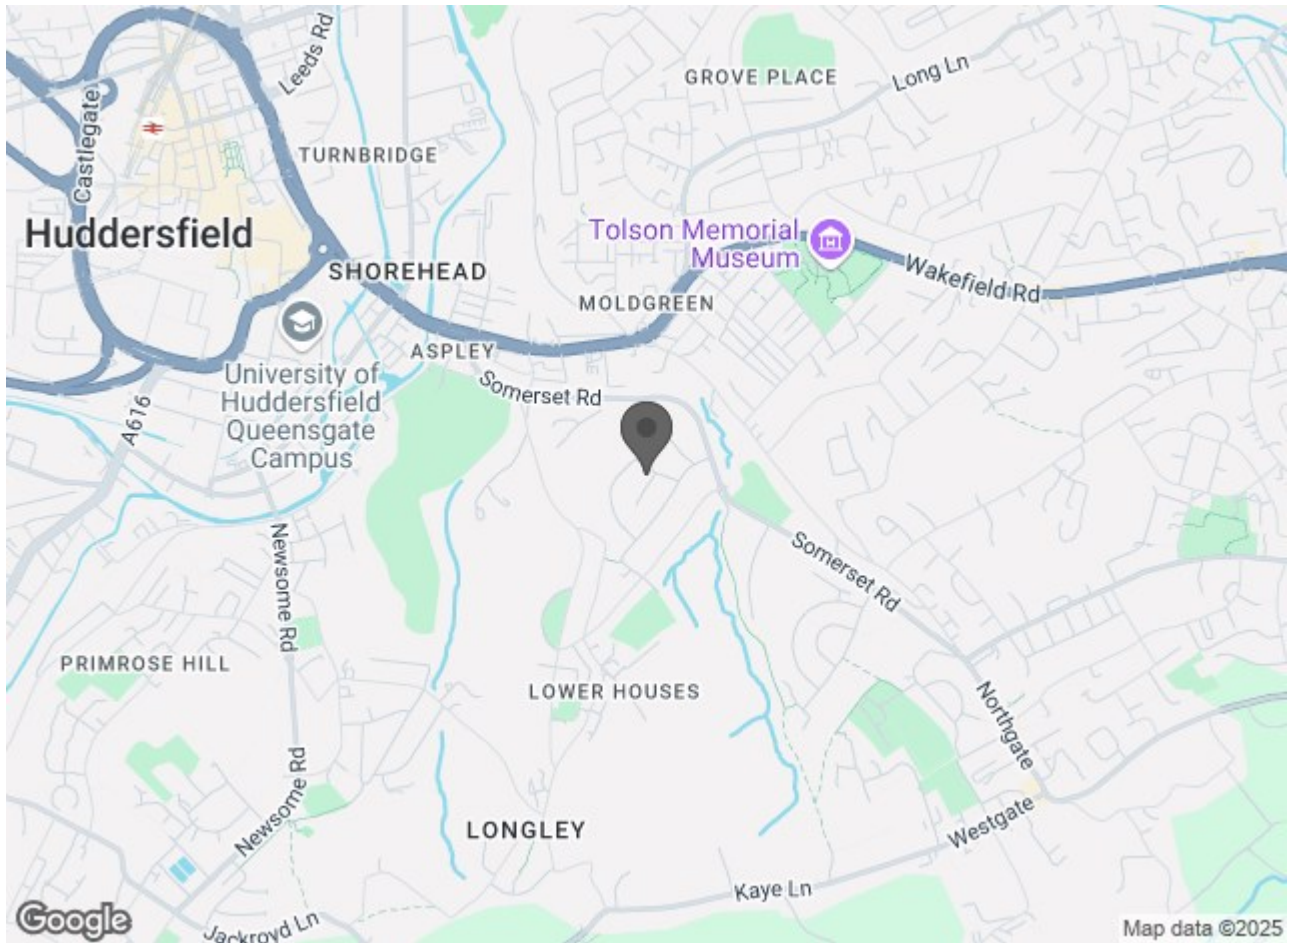 GROVE PLACE
Long Ln
Leeds Rd
Castlegate
TURNBRIDGE
Huddersfield
Tolson Memorial
Museum
SHOREHEAD
Wakefield Rd
MOLDGREEN
ASPLEY
University of
Huddersfield
Queensgate
Campus
Somerset Rd
A616
Newsome Rd
Somerset Rd
PRIMROSE HILL
LOWER HOUSES
Northgate
Newsome Rd
LONGLEY
Westgate
Kaye Ln
Jackroyd Ln
Google
Map data ©2025